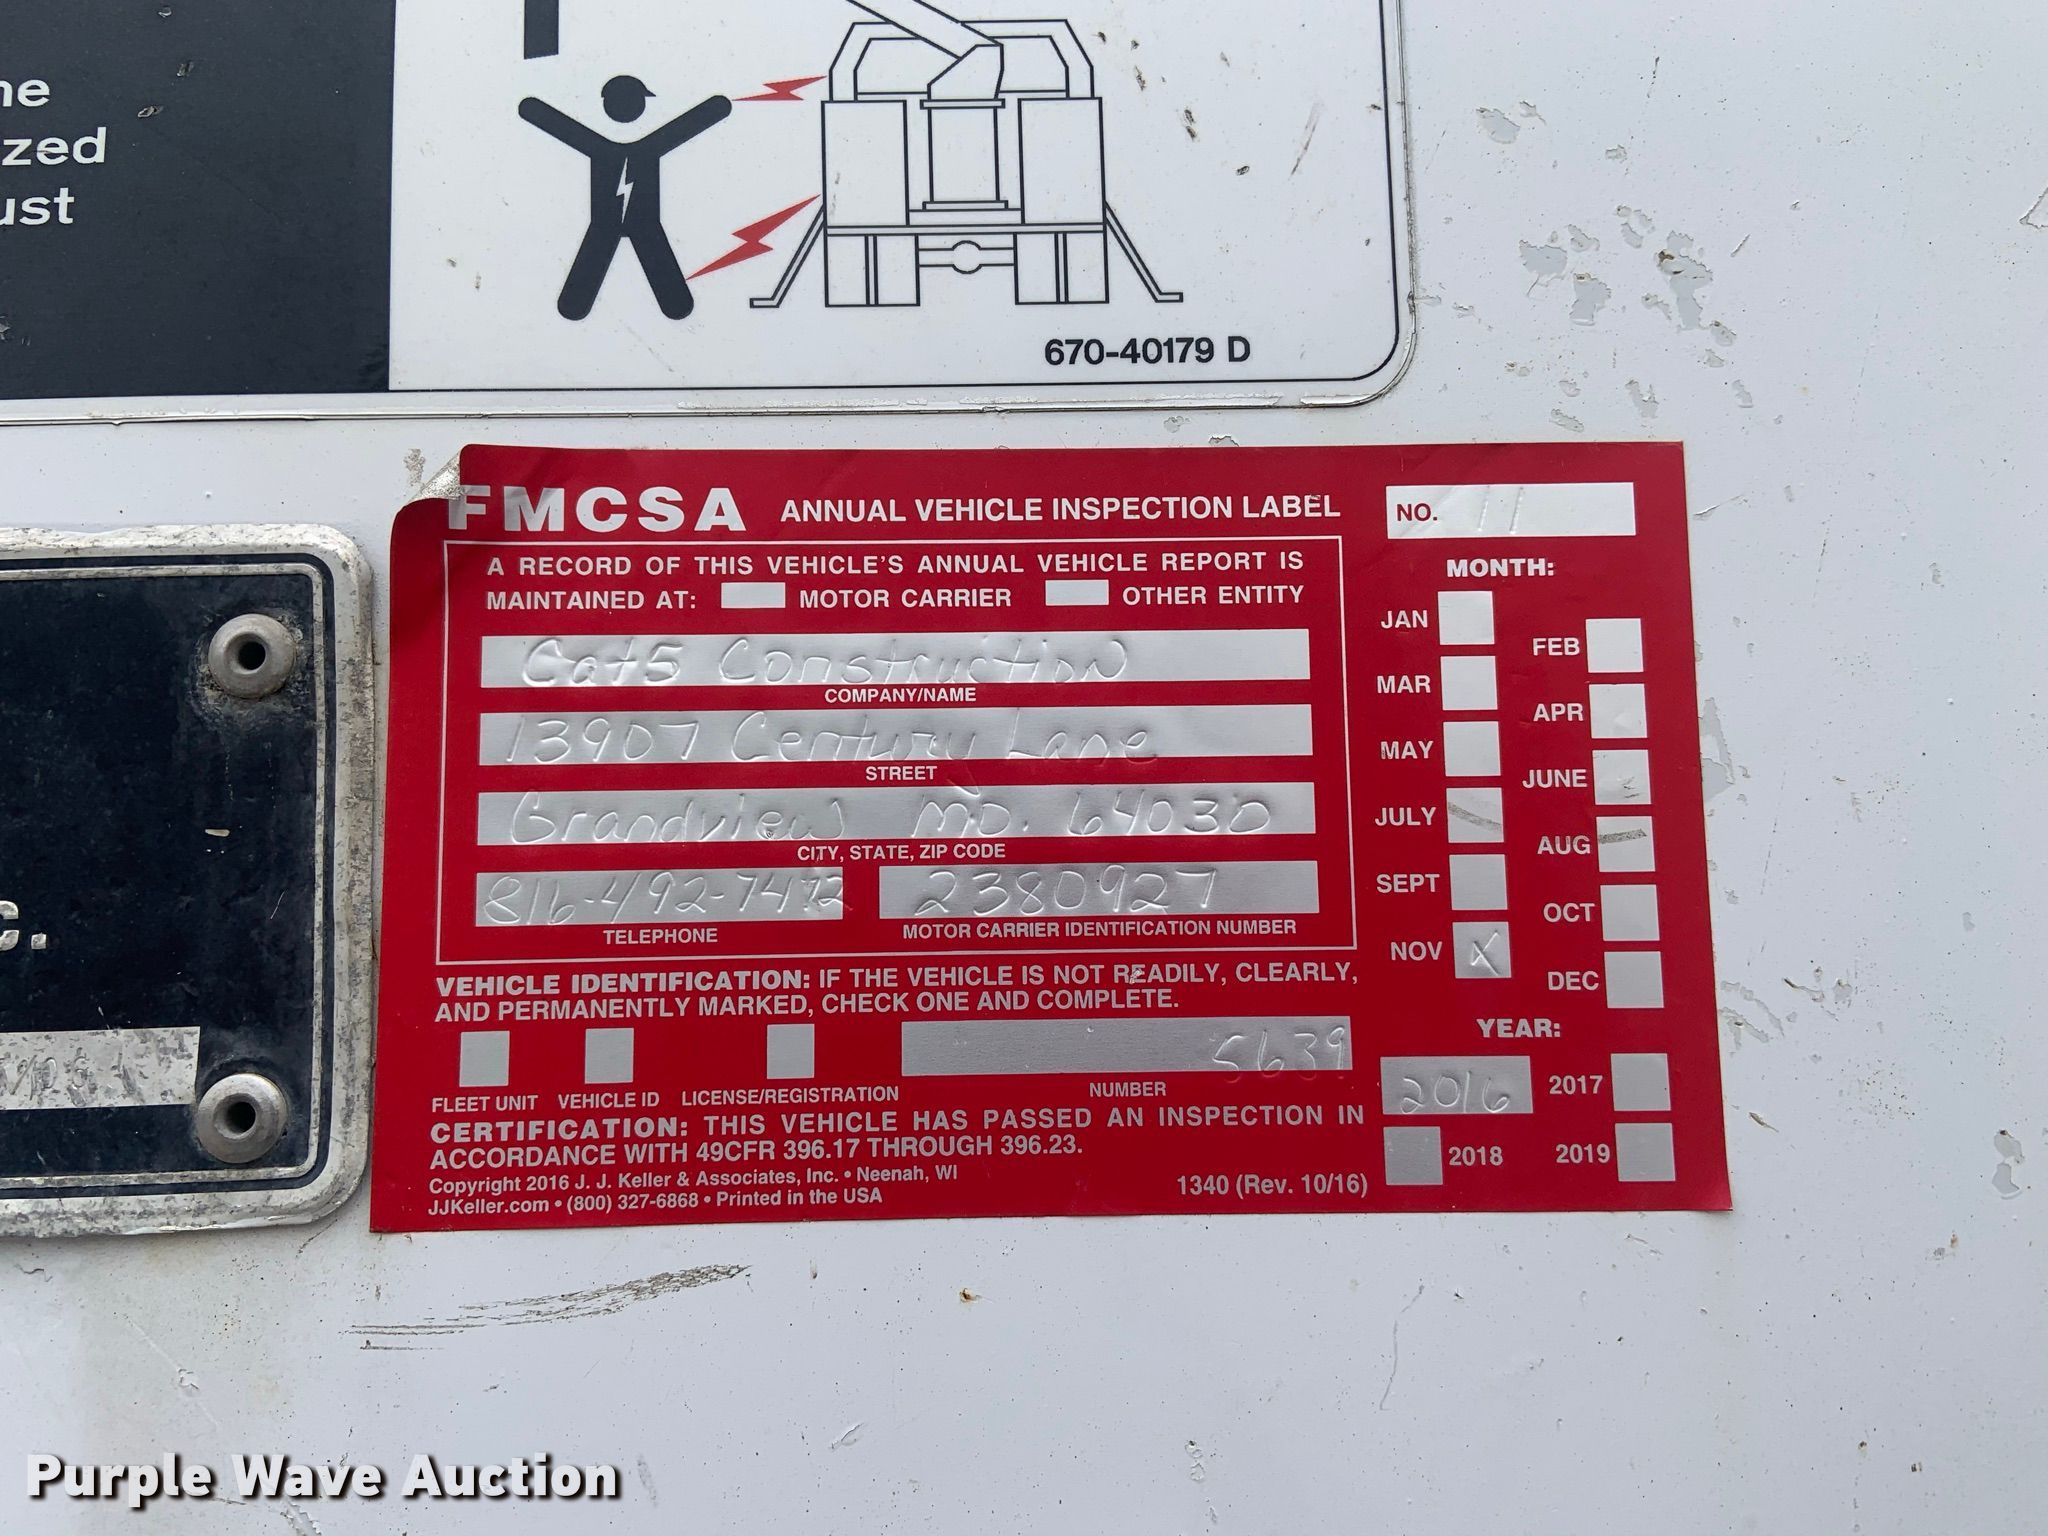 ne
zed
ust
670-40179 D
FMCSA ANNUAL VEHICLE INSPECTION LABEL
NO. 11
A RECORD OF THIS VEHICLE'S ANNUAL VEHICLE REPORT IS
MAINTAINED AT: MOTOR CARRIER OTHER ENTITY
Cat5 Construction
COMPANY/NAME
13907 Century Lane
STREET
Grandview MO. 64030
CITY, STATE, ZIP CODE
816-492-7472 2380927
TELEPHONE MOTOR CARRIER IDENTIFICATION NUMBER
VEHICLE IDENTIFICATION: IF THE VEHICLE IS NOT READILY, CLEARLY,
AND PERMANENTLY MARKED, CHECK ONE AND COMPLETE.
5639
FLEET UNIT VEHICLE ID LICENSE/REGISTRATION NUMBER
CERTIFICATION: THIS VEHICLE HAS PASSED AN INSPECTION IN
ACCORDANCE WITH 49CFR 396.17 THROUGH 396.23.
Copyright 2016 J. J. Keller & Associates, Inc. • Neenah, WI
JJKeller.com • (800) 327-6868 • Printed in the USA
1340 (Rev. 10/16)
MONTH:
JAN FEB
MAR APR
MAY JUNE
JULY AUG
SEPT OCT
NOV X DEC
YEAR:
2016 2017
2018 2019
C.
Purple Wave Auction